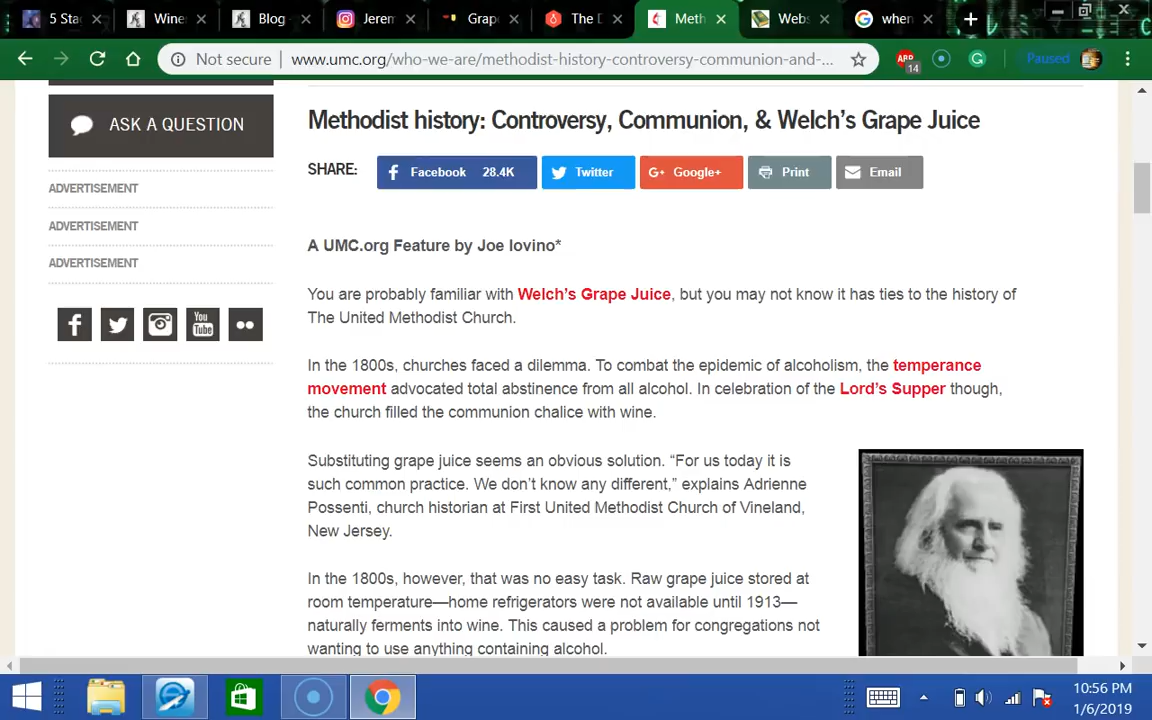 5 Sta
Wine
Blog
Jerem
Grap
The D
Meth
Webs
when
Not secure
www.umc.org/who-we-are/methodist-history-controversy-communion-and-...
ABP
14
Paused
ASK A QUESTION
ADVERTISEMENT
ADVERTISEMENT
ADVERTISEMENT
You
Tube
Methodist history: Controversy, Communion, & Welch's Grape Juice
SHARE:
Facebook 28.4K
Twitter
G+ Google+
Print
Email
A UMC.org Feature by Joe Iovino*
You are probably familiar with Welch's Grape Juice, but you may not know it has ties to the history of
The United Methodist Church.
In the 1800s, churches faced a dilemma. To combat the epidemic of alcoholism, the temperance
movement advocated total abstinence from all alcohol. In celebration of the Lord's Supper though,
the church filled the communion chalice with wine.
Substituting grape juice seems an obvious solution. “For us today it is
such common practice. We don't know any different,” explains Adrienne
Possenti, church historian at First United Methodist Church of Vineland,
New Jersey.
In the 1800s, however, that was no easy task. Raw grape juice stored at
room temperature—home refrigerators were not available until 1913—
naturally ferments into wine. This caused a problem for congregations not
wanting to use anything containing alcohol.
10:56 PM
1/6/2019